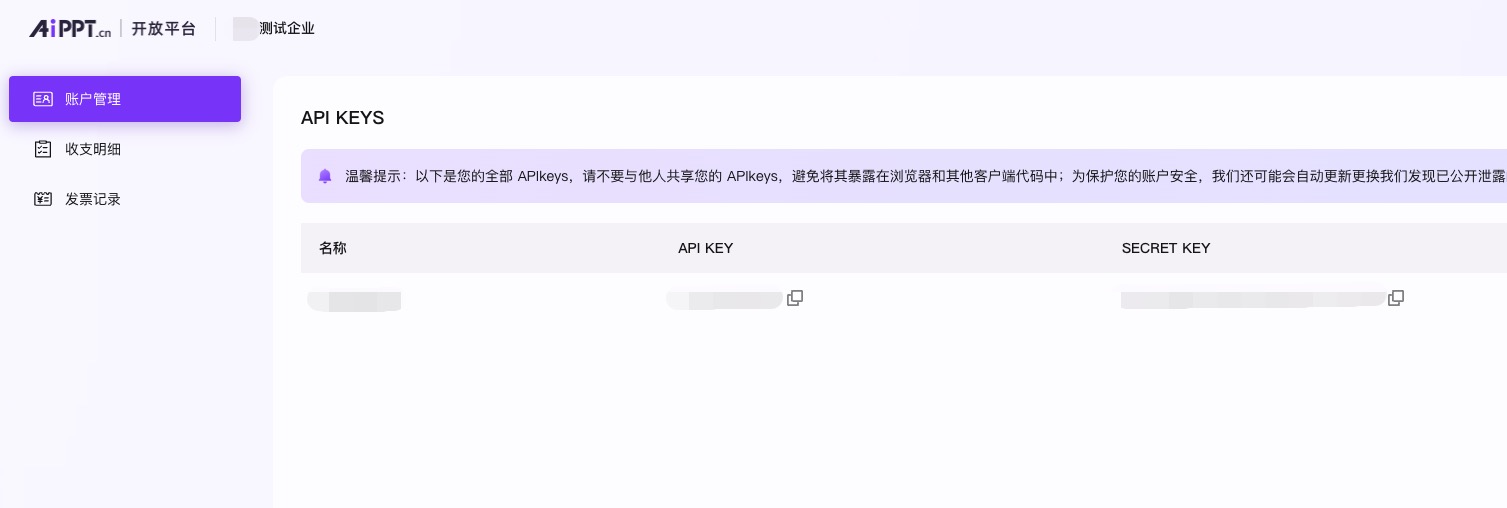 AiPPT.cn 开放平台 测试企业
账户管理
收支明细
发票记录
API KEYS
温馨提示：以下是您的全部 APIkeys，请不要与他人共享您的 APIkeys，避免将其暴露在浏览器和其他客户端代码中；为保护您的账户安全，我们还可能会自动更新更换我们发现已公开泄露
名称 API KEY SECRET KEY